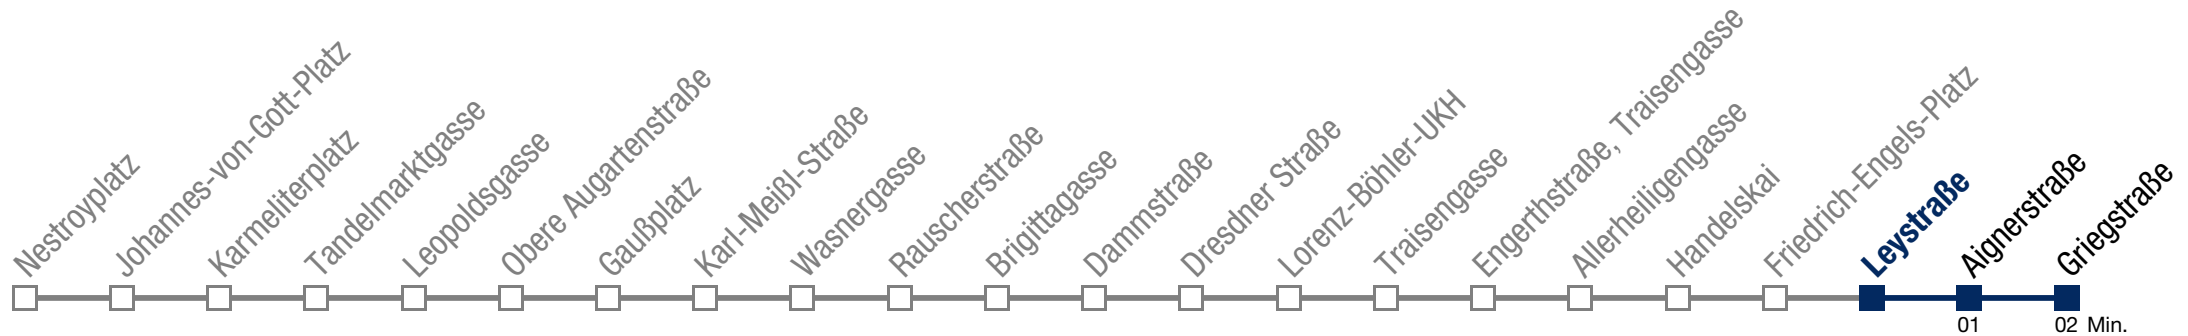 Nestroyplatz
Johannes-von-Gott-Platz
Karmeliterplatz
Tandelmarktgasse
Leopoldsgasse
Obere Augartenstraße
Gaußplatz
Karl-Meißl-Straße
Wasnergasse
Rauscherstraße
Brigittagasse
Dammstraße
Dresdner Straße
Lorenz-Böhler-UKH
Traisengasse
Engerthstraße, Traisengasse
Allerheiligengasse
Handelskai
Friedrich-Engels-Platz
Leystraße
Aignerstraße
Griegstraße
01 02 Min.